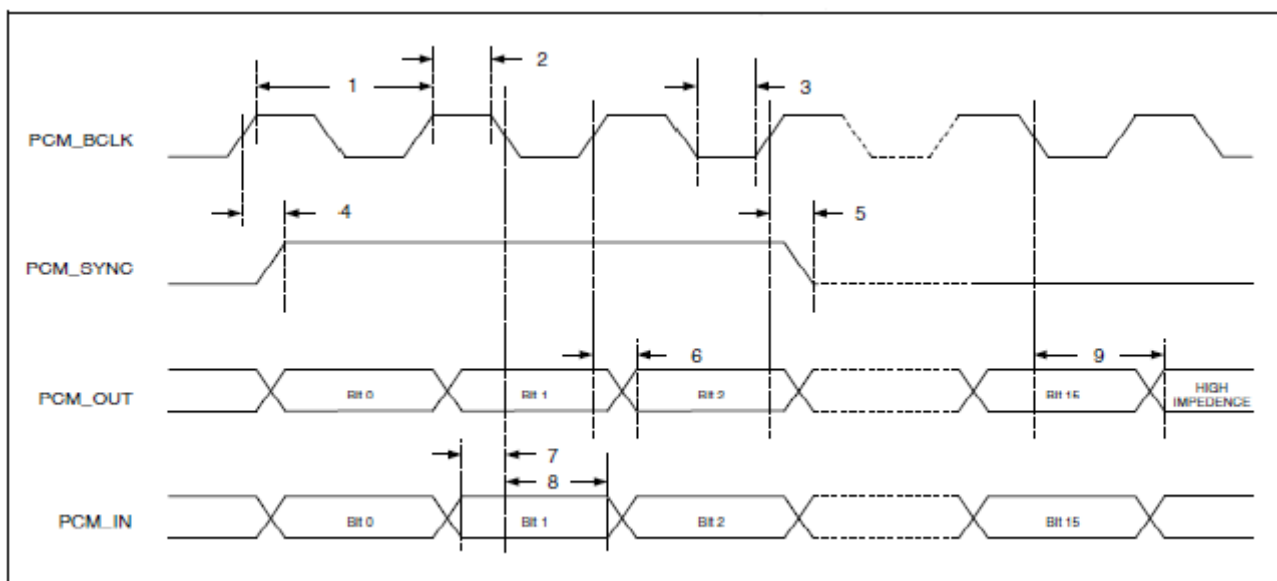 2
1
3
PCM_BCLK
4
5
PCM_SYNC
6
9
PCM_OUT
Bit 0
Bit 1
Bit 2
Bit 15
HIGH
IMPEDENCE
7
8
PCM_IN
Bit 0
Bit 1
Bit 2
Bit 15